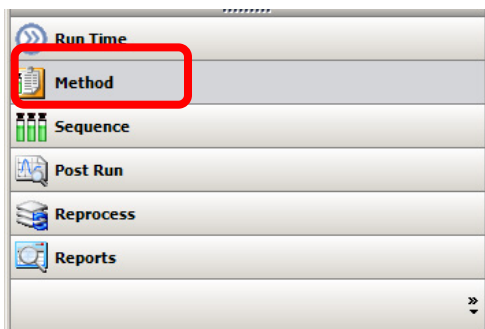 Run Time
Method
Sequence
Post Run
Reprocess
Reports